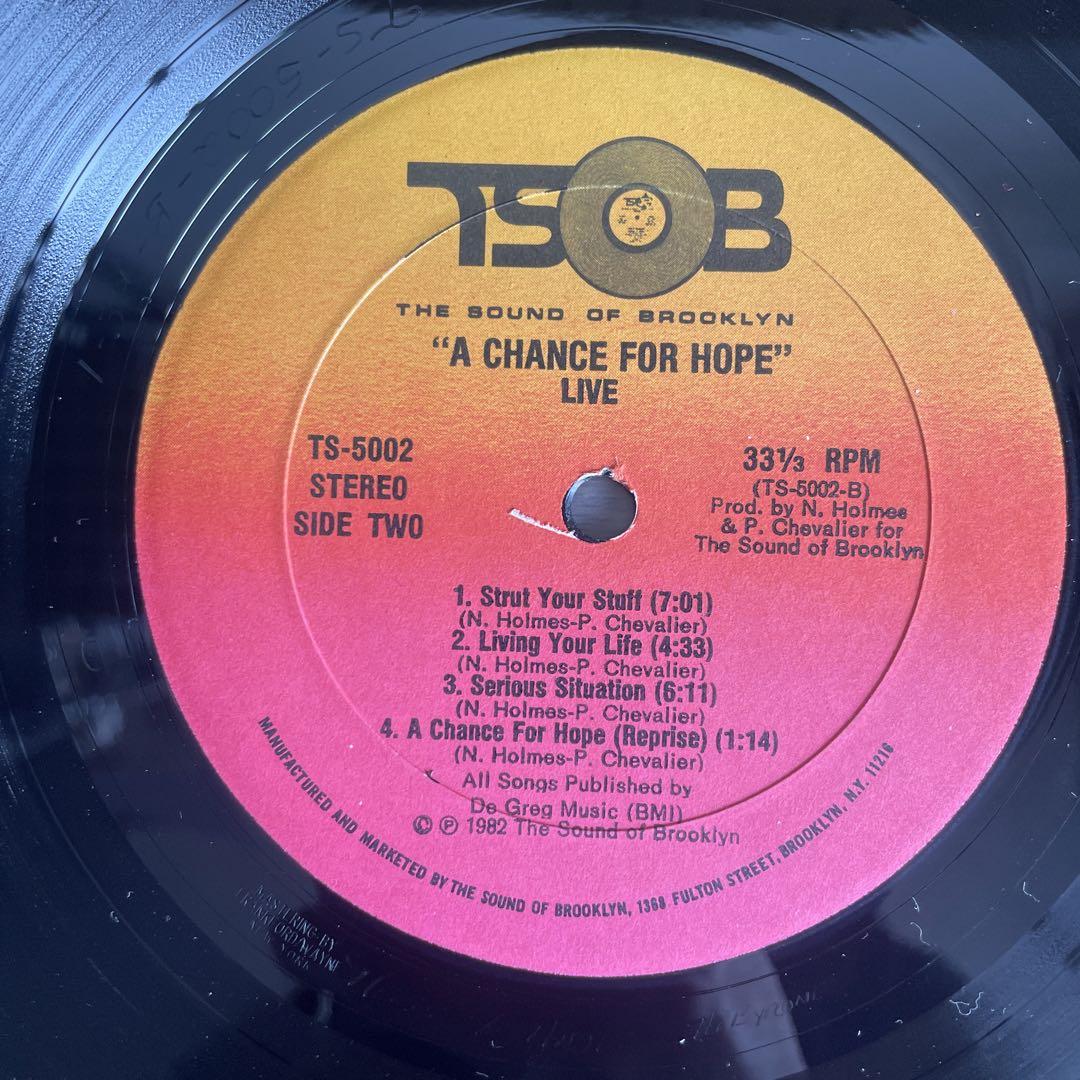 TSOB
THE SOUND OF BROOKLYN
"A CHANCE FOR HOPE"
LIVE
TS-5002
STEREO
SIDE TWO
33⅓ RPM
(TS-5002-B)
Prod. by N. Holmes
& P. Chevalier for
The Sound of Brooklyn
1. Strut Your Stuff (7:01)
(N. Holmes-P. Chevalier)
2. Living Your Life (4:33)
(N. Holmes-P. Chevalier)
3. Serious Situation (6:11)
(N. Holmes-P. Chevalier)
4. A Chance For Hope (Reprise) (1:14)
(N. Holmes-P. Chevalier)
All Songs Published by
De Greg Music (BMI)
© ℗ 1982 The Sound of Brooklyn
MANUFACTURED AND MARKETED BY THE SOUND OF BROOKLYN, 1368 FULTON STREET, BROOKLYN, N.Y. 11216
MASTERING BY
FRANKFORD/WAYNE
YORK